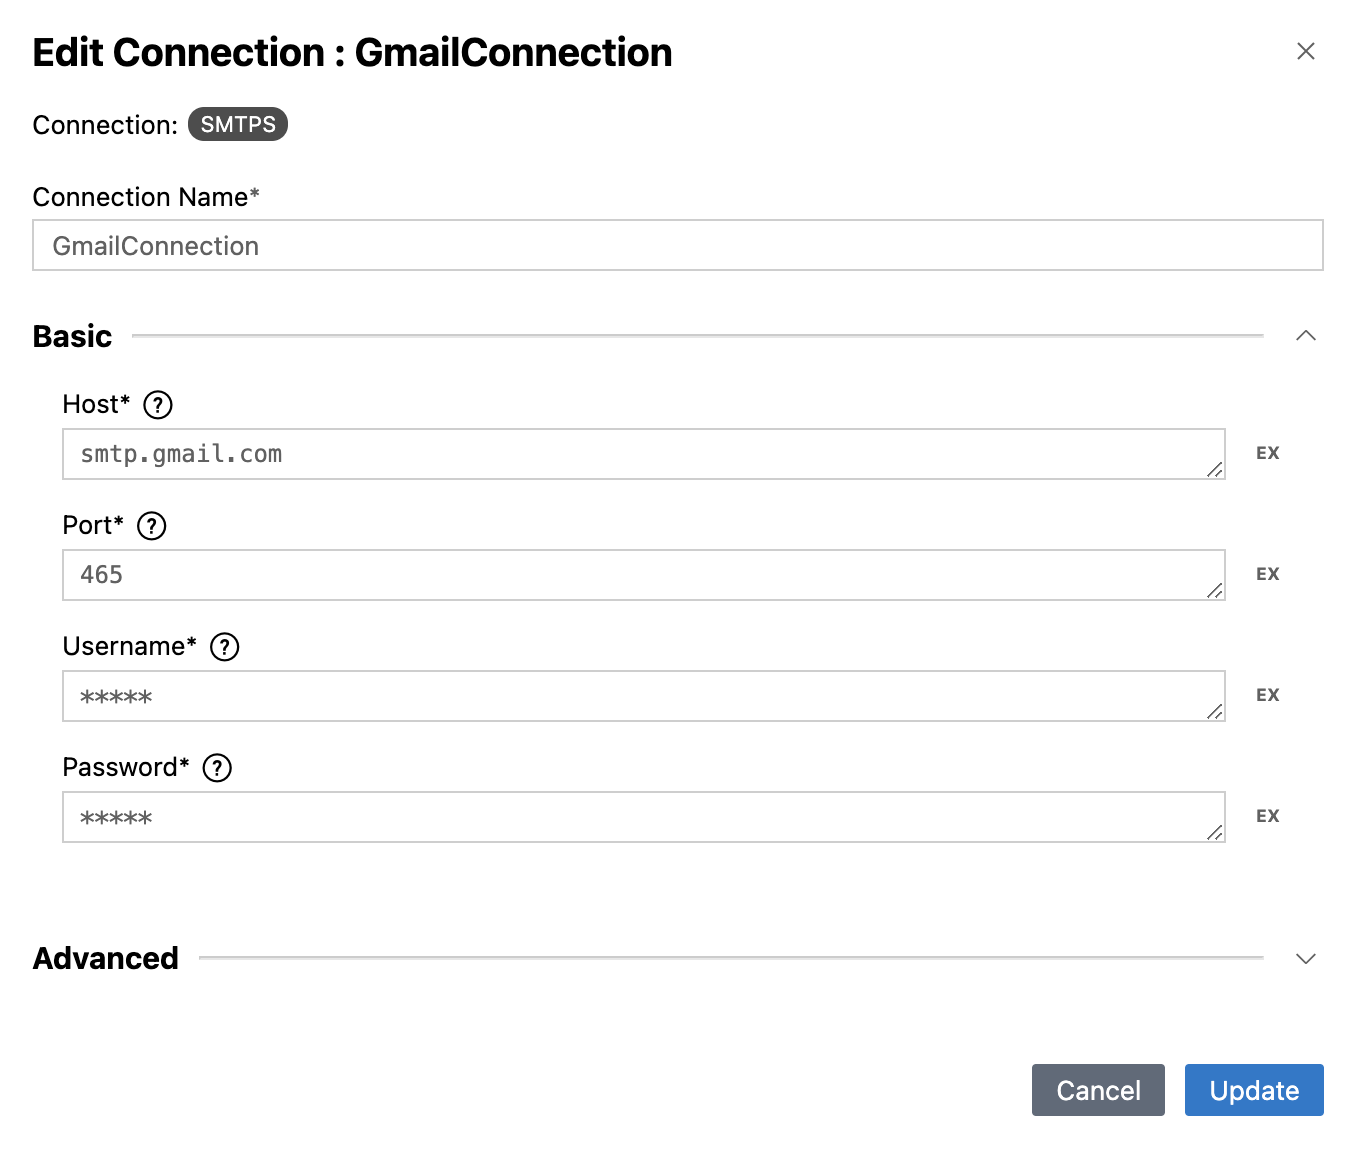 Edit Connection : GmailConnection
Connection: SMTPS
Connection Name*
GmailConnection
Basic
Host* ?
smtp.gmail.com EX
Port* ?
465 EX
Username* ?
***** EX
Password* ?
***** EX
Advanced
Cancel Update